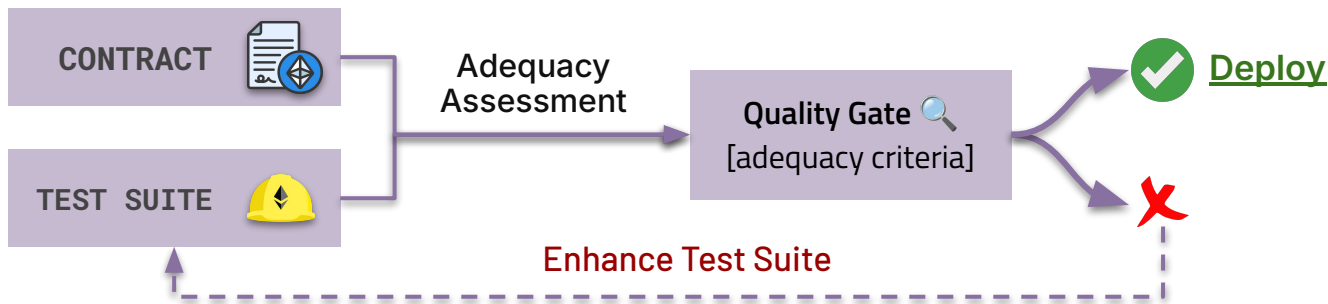 CONTRACT
TEST SUITE
Adequacy
Assessment
Quality Gate
[adequacy criteria]
Deploy
Enhance Test Suite